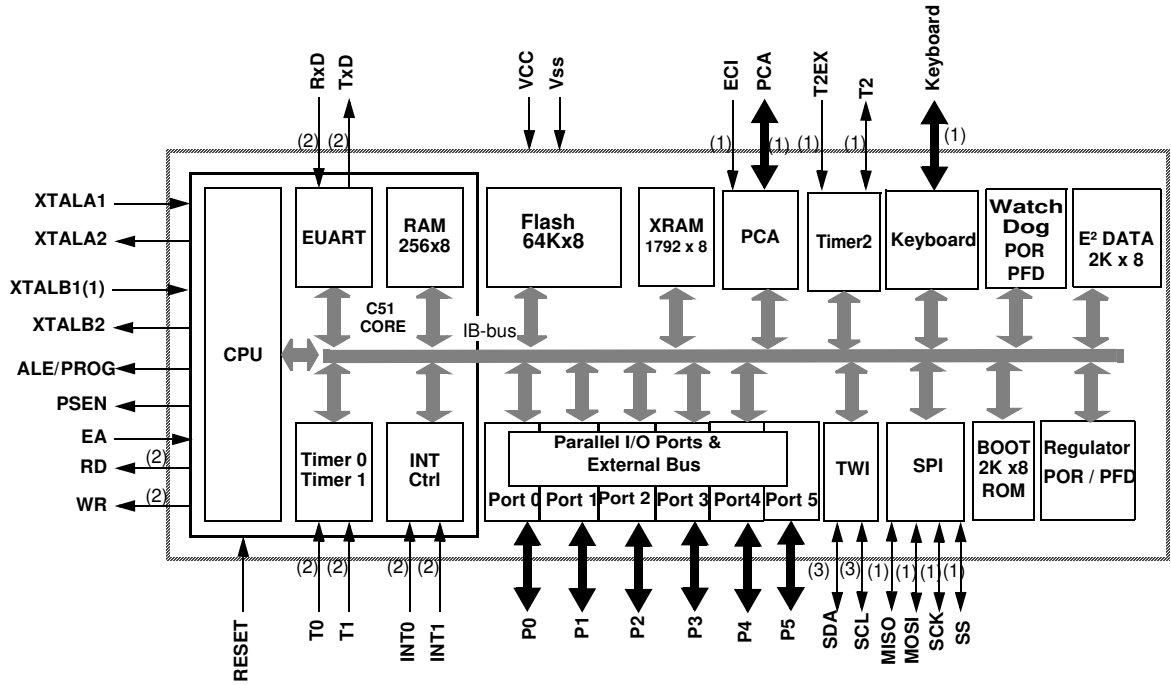 RxD
TxD
VCC
Vss
ECI
PCA
T2EX
T2
Keyboard
(2)
(2)
(1)
(1)
(1)
(1)
(1)
XTALA1
XTALA2
XTALB1(1)
XTALB2
ALE/PROG
PSEN
EA
RD
(2)
WR
(2)
CPU
EUART
RAM
256x8
C51
CORE
IB-bus
Flash
64Kx8
XRAM
1792 x 8
PCA
Timer2
Keyboard
Watch
Dog
POR
PFD
E² DATA
2K x 8
Timer 0
Timer 1
INT
Ctrl
Parallel I/O Ports &
External Bus
Port 0
Port 1
Port 2
Port 3
Port4
Port 5
TWI
SPI
BOOT
2K x8
ROM
Regulator
POR / PFD
(2)
(2)
(2)
(2)
(3)
(3)
(1)
(1)
(1)
(1)
RESET
T0
T1
INT0
INT1
P0
P1
P2
P3
P4
P5
SDA
SCL
MISO
MOSI
SCK
SS